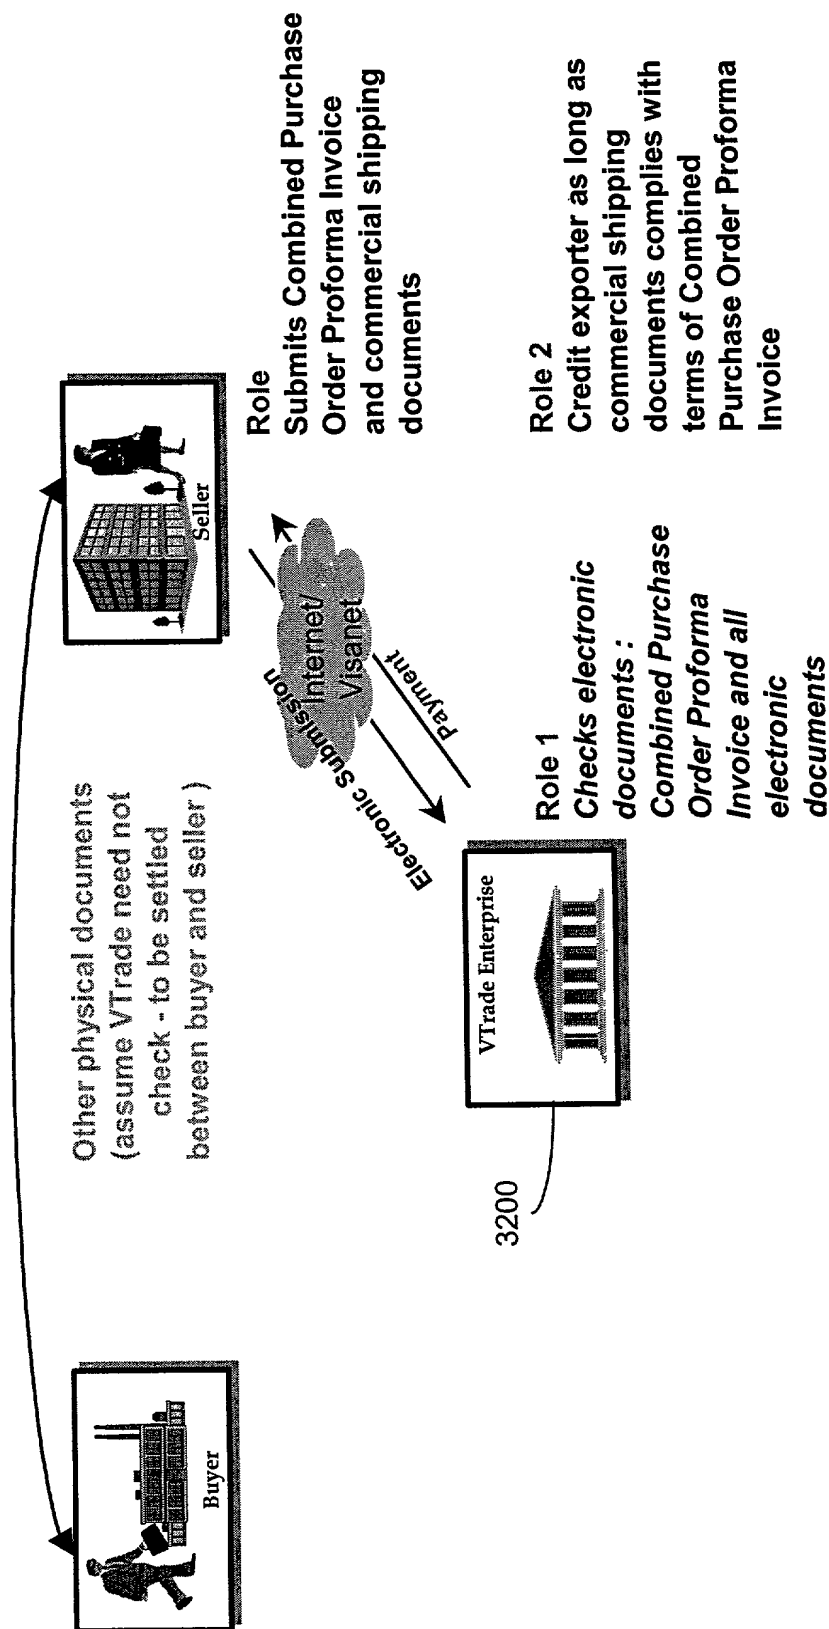 Other physical documents
(assume VTrade need not
check - to be settled
between buyer and seller )
Buyer
Seller
Role
Submits Combined Purchase
Order Proforma Invoice
and commercial shipping
documents
Internet/
Visanet
Electronic Submission
Payment
VTrade Enterprise
3200
Role 1
Checks electronic
documents :
Combined Purchase
Order Proforma
Invoice and all
electronic
documents
Role 2
Credit exporter as long as
commercial shipping
documents complies with
terms of Combined
Purchase Order Proforma
Invoice